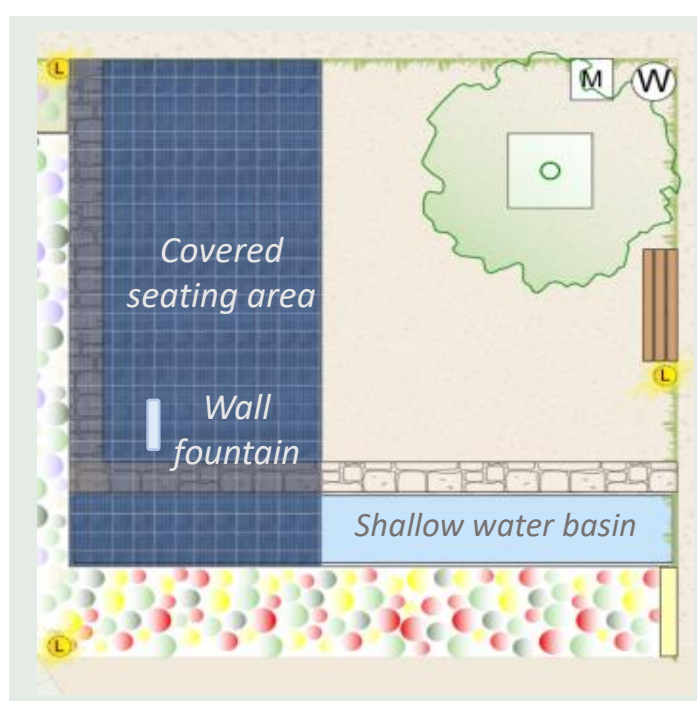 L
M W
Covered
seating area
L
Wall
fountain
Shallow water basin
L